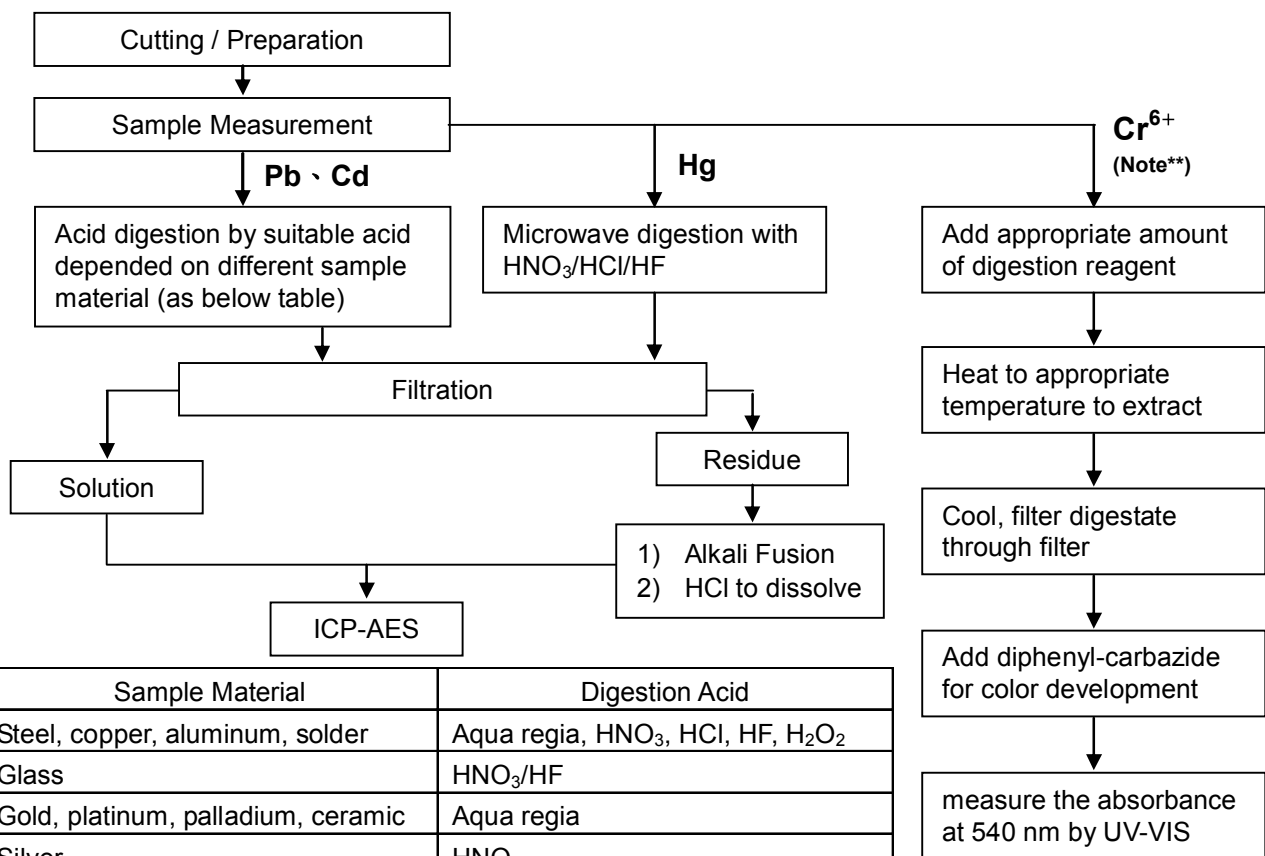 Cutting / Preparation
Sample Measurement
Pb、Cd
Hg
Cr⁶⁺
(Note**)
Acid digestion by suitable acid
depended on different sample
material (as below table)
Microwave digestion with
HNO₃/HCl/HF
Add appropriate amount
of digestion reagent
Filtration
Heat to appropriate
temperature to extract
Solution
Residue
1) Alkali Fusion
2) HCl to dissolve
Cool, filter digestate
through filter
ICP-AES
Add diphenyl-carbazide
for color development
measure the absorbance
at 540 nm by UV-VIS
Sample Material Digestion Acid
Steel, copper, aluminum, solder Aqua regia, HNO₃, HCl, HF, H₂O₂
Glass HNO₃/HF
Gold, platinum, palladium, ceramic Aqua regia
Silver